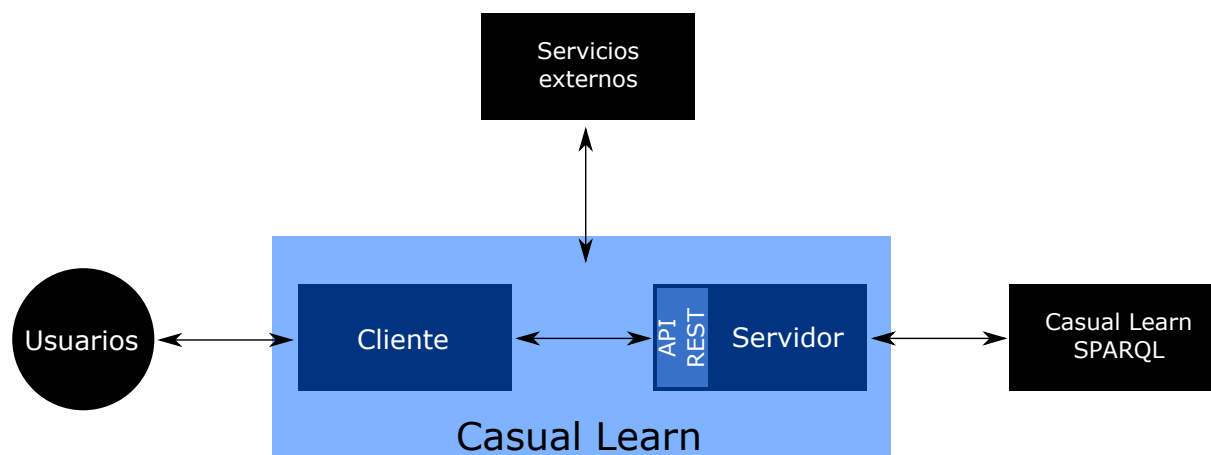 Servicios
externos
Usuarios
Cliente
API
REST
Servidor
Casual Learn
SPARQL
Casual Learn